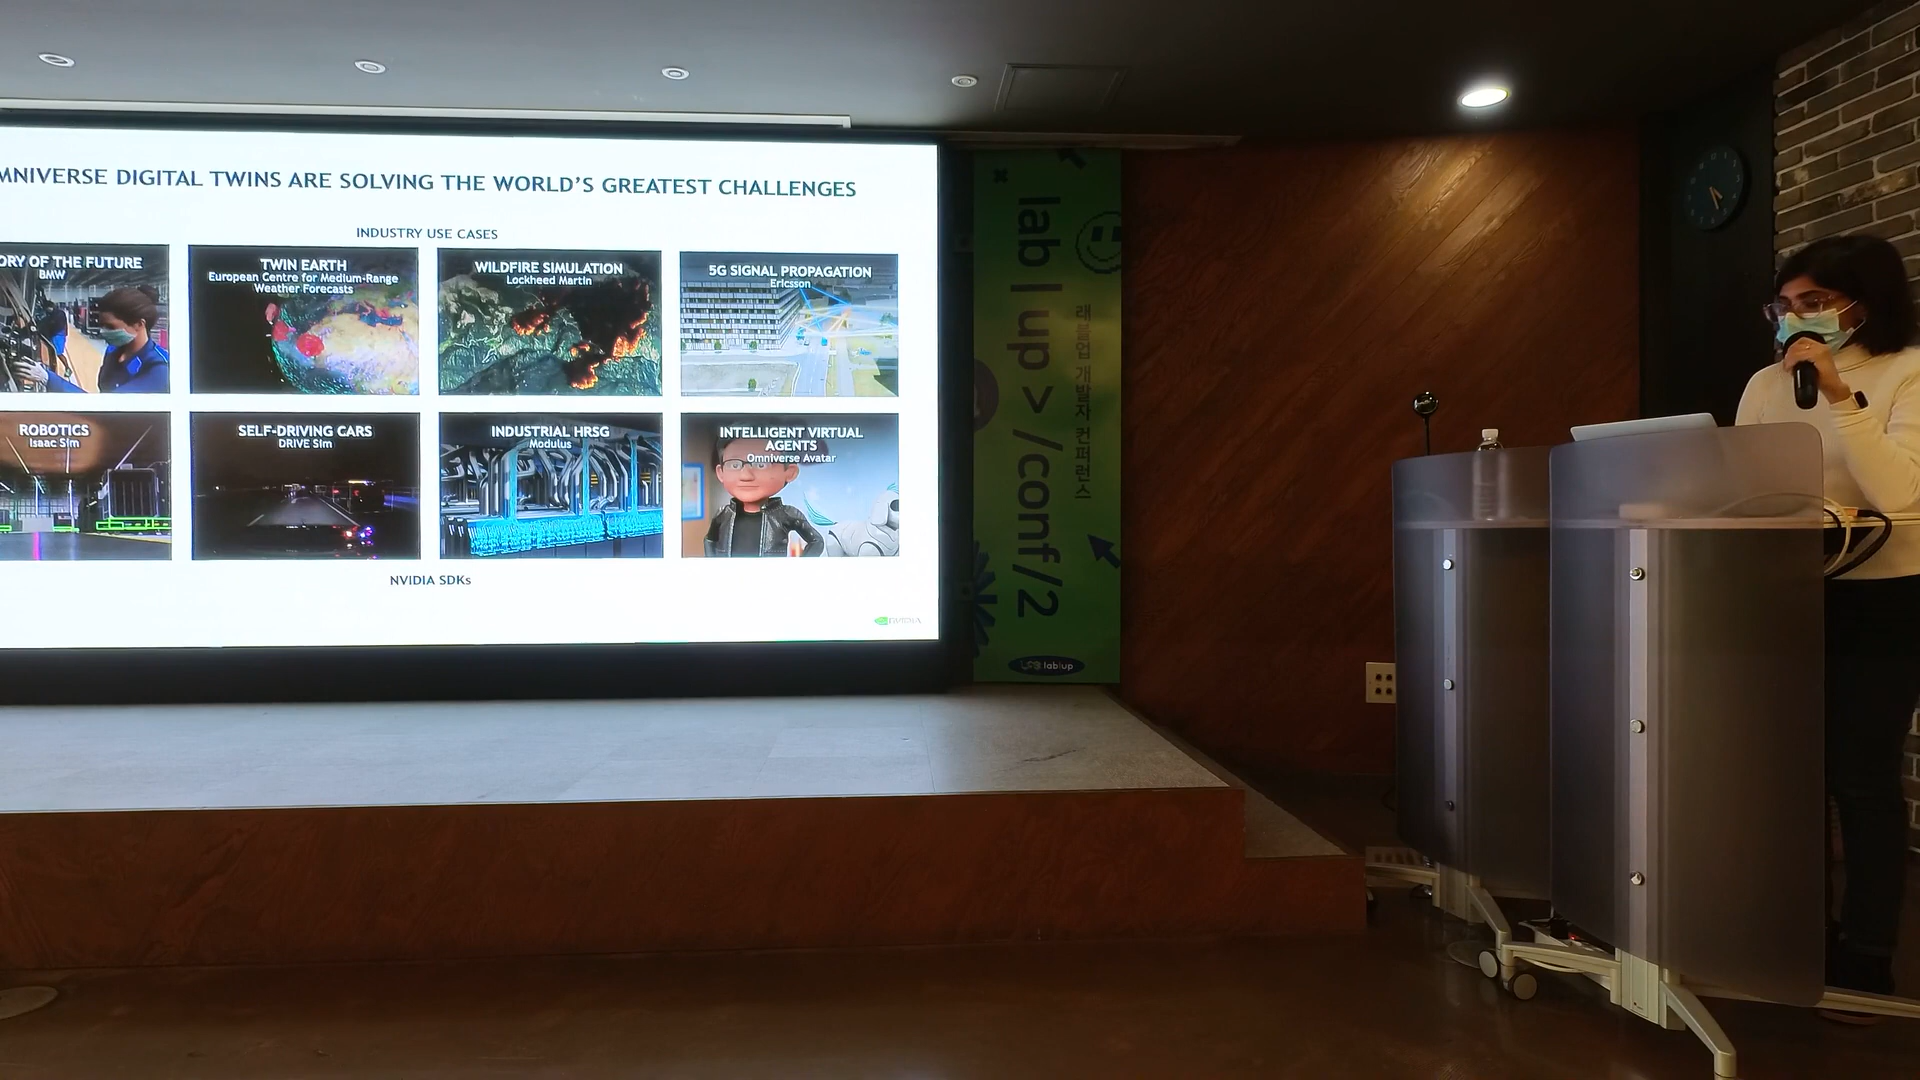 MNIVERSE DIGITAL TWINS ARE SOLVING THE WORLD'S GREATEST CHALLENGES
INDUSTRY USE CASES
ORY OF THE FUTURE
BMW
TWIN EARTH
European Centre for Medium-Range
Weather Forecasts
WILDFIRE SIMULATION
Lockheed Martin
5G SIGNAL PROPAGATION
Ericsson
ROBOTICS
Isaac Sim
SELF-DRIVING CARS
DRIVE Sim
INDUSTRIAL HRSG
Modulus
INTELLIGENT VIRTUAL
AGENTS
Omniverse Avatar
NVIDIA SDKs
NVIDIA
lab | up > /conf/2
래블업 개발자 컨퍼런스
lablup